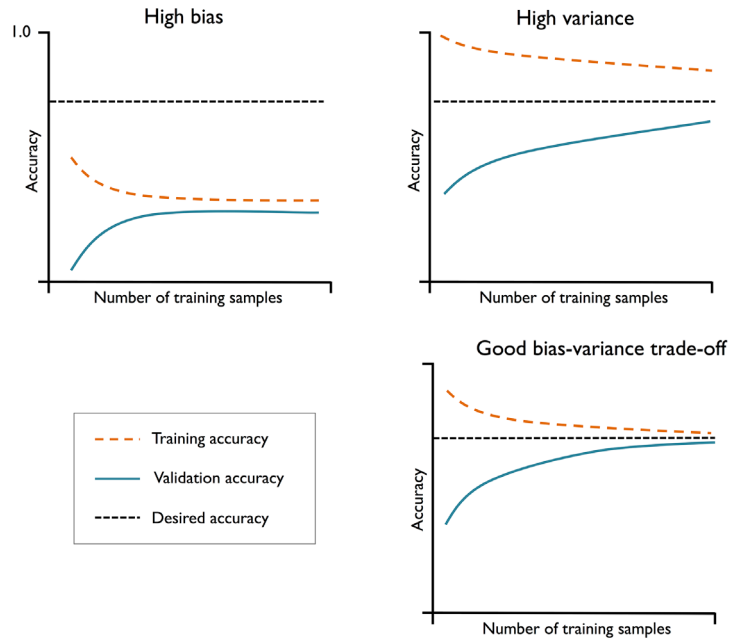 High bias
1.0
Accuracy
Number of training samples
High variance
Accuracy
Number of training samples
Training accuracy
Validation accuracy
Desired accuracy
Good bias-variance trade-off
Accuracy
Number of training samples